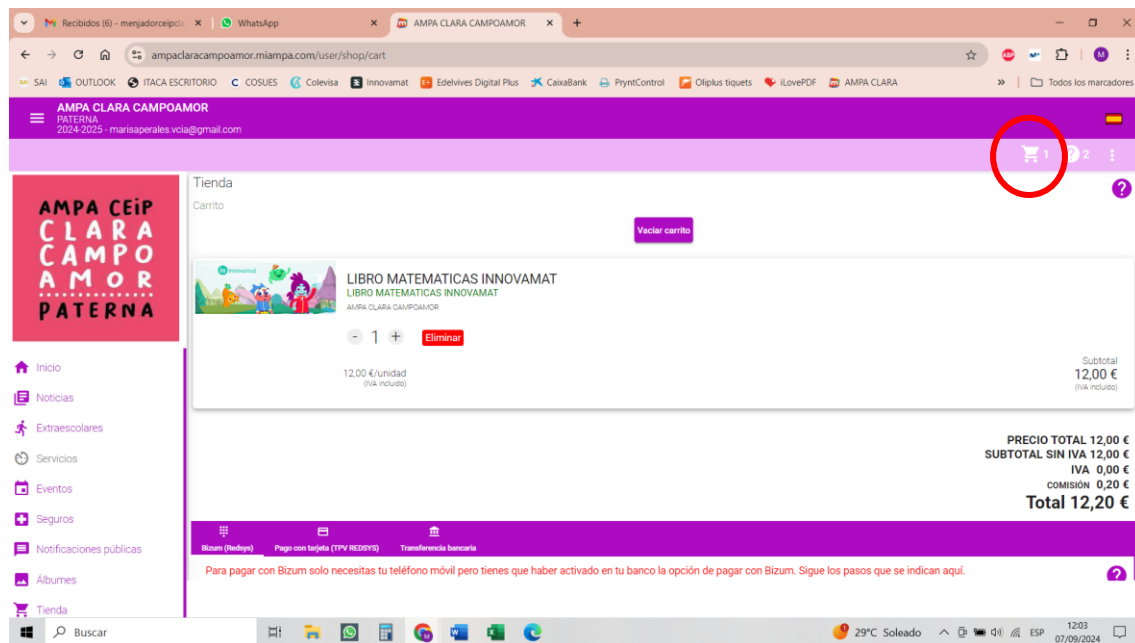 Recibidos (6) - menjadorceipcla
WhatsApp
AMPA CLARA CAMPOAMOR
ampaclaracampoamor.miampa.com/user/shop/cart
ABP
M
SAI
OUTLOOK
ITACA ESCRITORIO
COSUES
Colevisa
Innovamat
Edelvives Digital Plus
CaixaBank
PryntControl
Oliplus tiquets
iLovePDF
AMPA CLARA
»
Todos los marcadores
AMPA CLARA CAMPOAMOR
PATERNA
2024-2025 - marisaperales.vcia@gmail.com
1
2
AMPA CEiP
CLARA
CAMPO
AMOR
PATERNA
Inicio
Noticias
Extraescolares
Servicios
Eventos
Seguros
Notificaciones públicas
Álbumes
Tienda
Tienda
Carrito
Vaciar carrito
innovamat
LIBRO MATEMATICAS INNOVAMAT
LIBRO MATEMATICAS INNOVAMAT
AMPA CLARA CAMPOAMOR
- 1 +
Eliminar
12,00 €/unidad
(IVA incluido)
Subtotal
12,00 €
(IVA incluido)
PRECIO TOTAL 12,00 €
SUBTOTAL SIN IVA 12,00 €
IVA 0,00 €
COMISIÓN 0,20 €
Total 12,20 €
Bizum (Redsys)
Pago con tarjeta (TPV REDSYS)
Transferencia bancaria
Para pagar con Bizum solo necesitas tu teléfono móvil pero tienes que haber activado en tu banco la opción de pagar con Bizum. Sigue los pasos que se indican aquí.
Buscar
29°C Soleado
ESP
12:03
07/09/2024